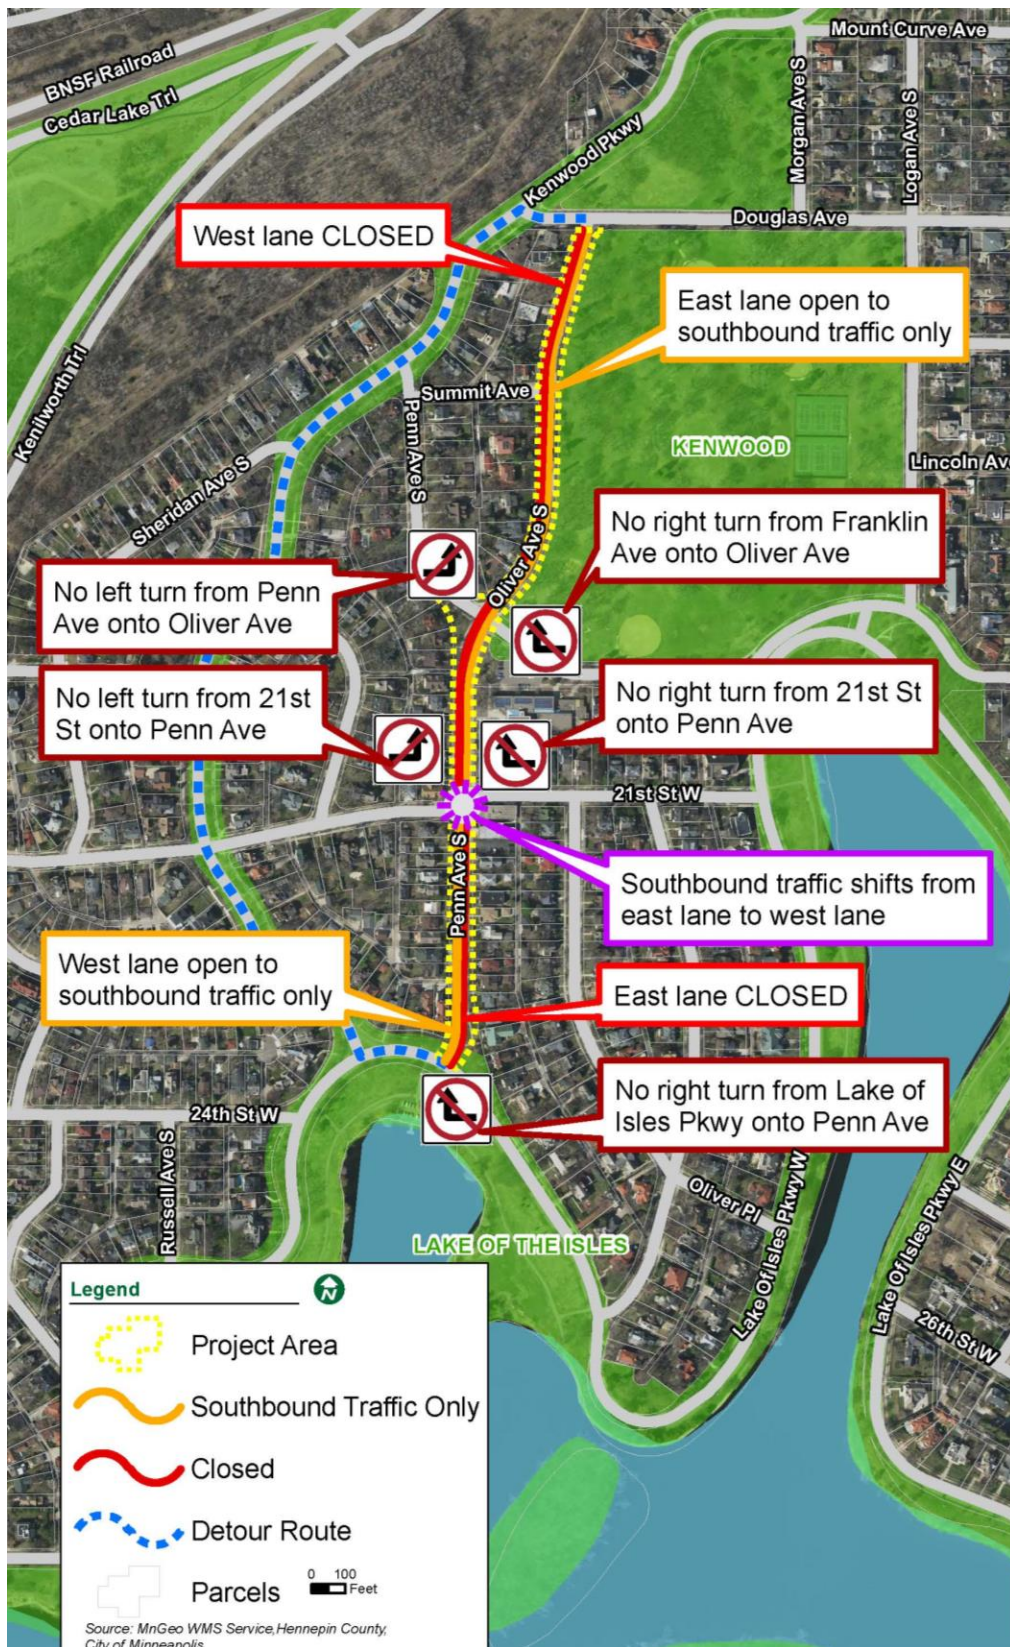 Mount Curve Ave
BNSF Railroad
Cedar Lake Trl
Morgan Ave S
Logan Ave S
Kenwood Pkwy
Douglas Ave
West lane CLOSED
East lane open to
southbound traffic only
Kenilworth Trl
Summit Ave
Penn Ave S
KENWOOD
Lincoln Ave
Sheridan Ave S
Oliver Ave S
No right turn from Franklin
Ave onto Oliver Ave
No left turn from Penn
Ave onto Oliver Ave
No left turn from 21st
St onto Penn Ave
No right turn from 21st St
onto Penn Ave
21st St W
Penn Ave S
Southbound traffic shifts from
east lane to west lane
West lane open to
southbound traffic only
East lane CLOSED
No right turn from Lake of
Isles Pkwy onto Penn Ave
24th St W
Russell Ave S
Oliver Pl
Lake Of Isles Pkwy W
Lake Of Isles Pkwy E
LAKE OF THE ISLES
26th St W
Legend
N
Project Area
Southbound Traffic Only
Closed
Detour Route
Parcels
0 100
Feet
Source: MnGeo WMS Service,Hennepin County,
City of Minneapolis